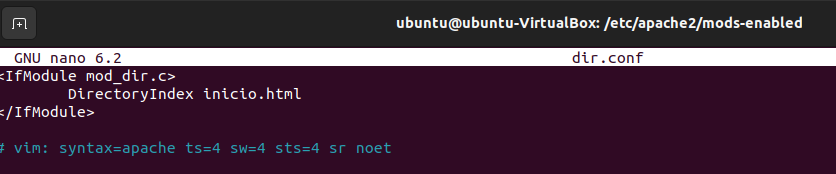 ubuntu@ubuntu-VirtualBox: /etc/apache2/mods-enabled
GNU nano 6.2 dir.conf
<IfModule mod_dir.c>
DirectoryIndex inicio.html
</IfModule>
# vim: syntax=apache ts=4 sw=4 sts=4 sr noet